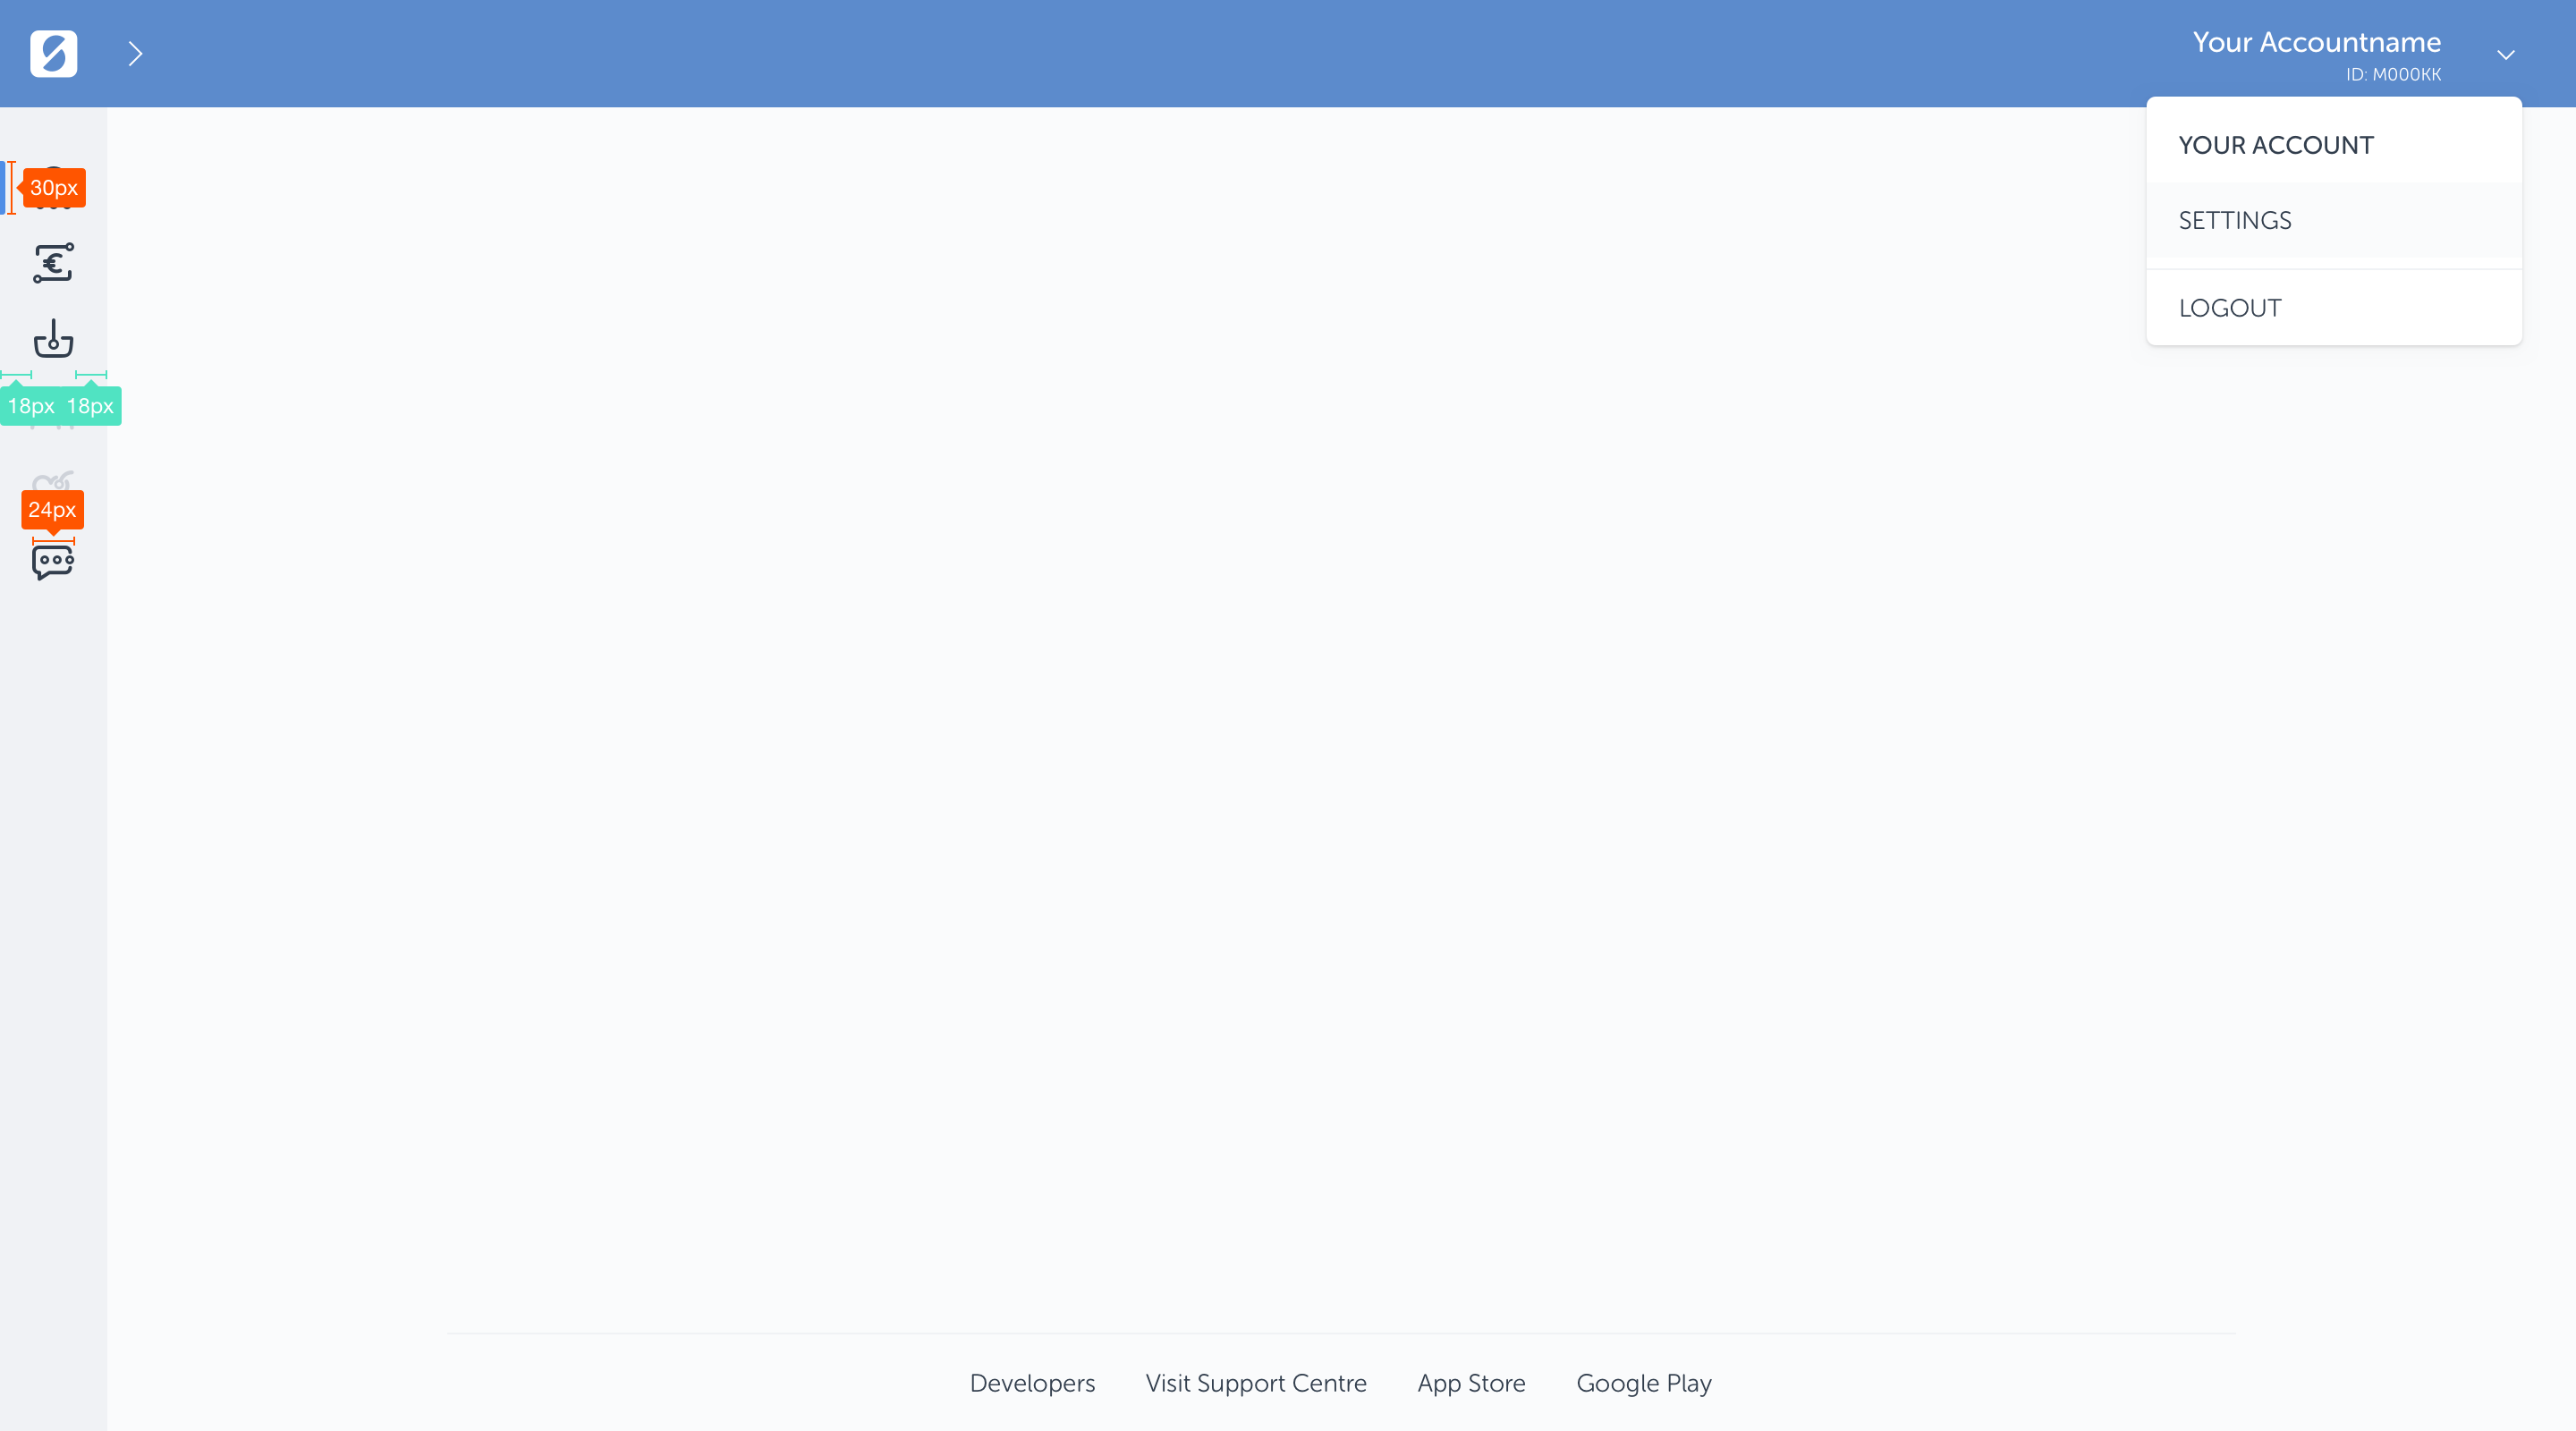 Your Accountname
ID: M000KK
YOUR ACCOUNT
SETTINGS
LOGOUT
30px
18px 18px
24px
Developers Visit Support Centre App Store Google Play